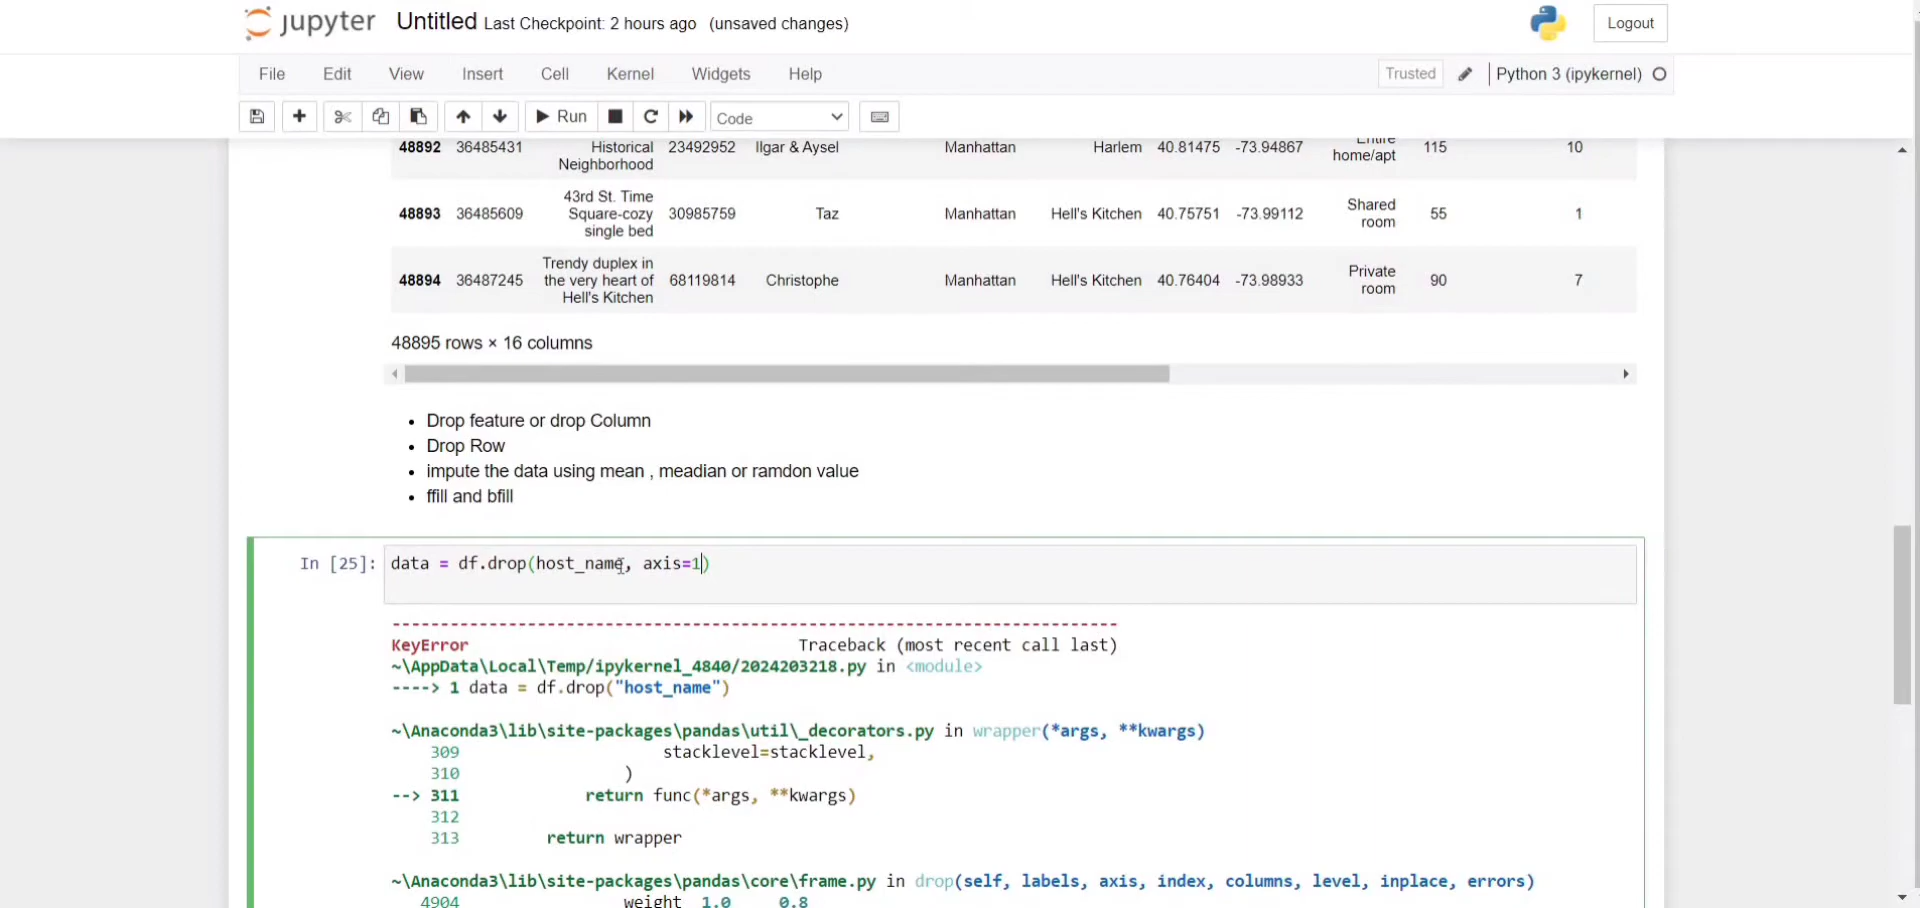 jupyter Untitled Last Checkpoint: 2 hours ago (unsaved changes) Logout
File Edit View Insert Cell Kernel Widgets Help Trusted Python 3 (ipykernel)
Run Code
48892 36485431 Historical Neighborhood 23492952 Ilgar & Aysel Manhattan Harlem 40.81475 -73.94867 Entire home/apt 115 10
48893 36485609 43rd St. Time Square-cozy single bed 30985759 Taz Manhattan Hell's Kitchen 40.75751 -73.99112 Shared room 55 1
48894 36487245 Trendy duplex in the very heart of Hell's Kitchen 68119814 Christophe Manhattan Hell's Kitchen 40.76404 -73.98933 Private room 90 7
48895 rows × 16 columns
• Drop feature or drop Column
• Drop Row
• impute the data using mean , meadian or ramdon value
• ffill and bfill
In [25]: data = df.drop(host_name, axis=1)
---------------------------------------------------------------------------
KeyError Traceback (most recent call last)
~\AppData\Local\Temp/ipykernel_4840/2024203218.py in <module>
----> 1 data = df.drop("host_name")
~\Anaconda3\lib\site-packages\pandas\util\_decorators.py in wrapper(*args, **kwargs)
309 stacklevel=stacklevel,
310 )
--> 311 return func(*args, **kwargs)
312
313 return wrapper
~\Anaconda3\lib\site-packages\pandas\core\frame.py in drop(self, labels, axis, index, columns, level, inplace, errors)
4904 weight 1.0 0.8